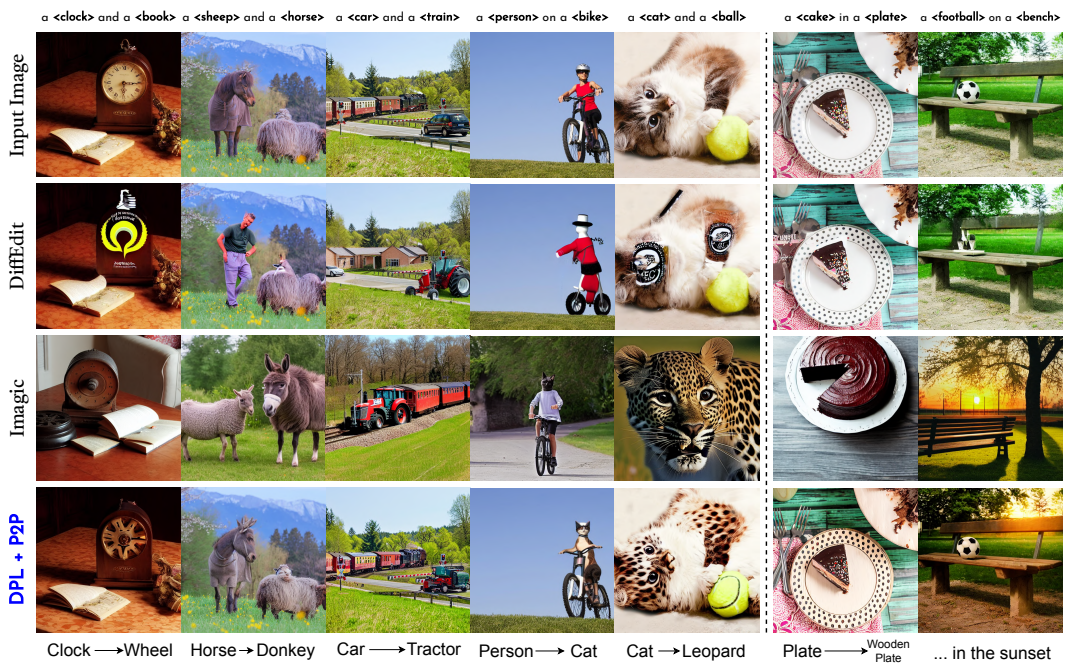 a <clock> and a <book>
a <sheep> and a <horse>
a <car> and a <train>
a <person> on a <bike>
a <cat> and a <ball>
a <cake> in a <plate>
a <football> on a <bench>
Input Image
DiffEdit
Imagic
DPL + P2P
Clock → Wheel
Horse → Donkey
Car → Tractor
Person → Cat
Cat → Leopard
Plate → Wooden
Plate
... in the sunset